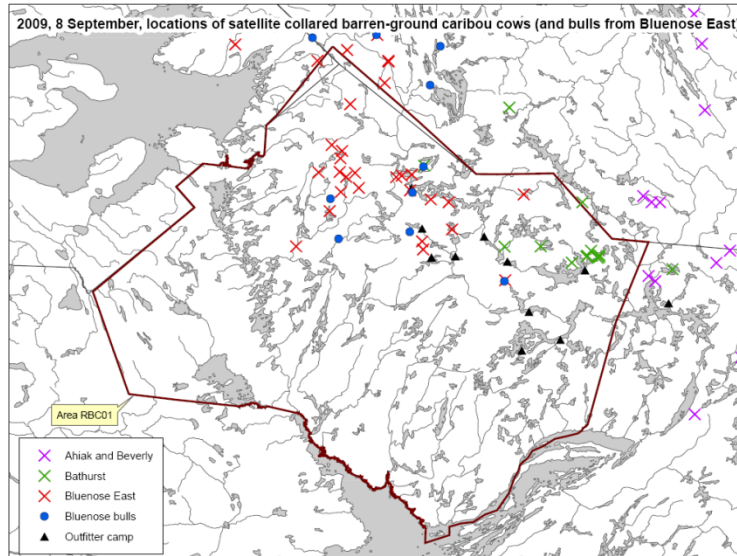 2009, 8 September, locations of satellite collared barren-ground caribou cows (and bulls from Bluenose East)
Area RBC01
Ahiak and Beverly
Bathurst
Bluenose East
Bluenose bulls
Outfitter camp